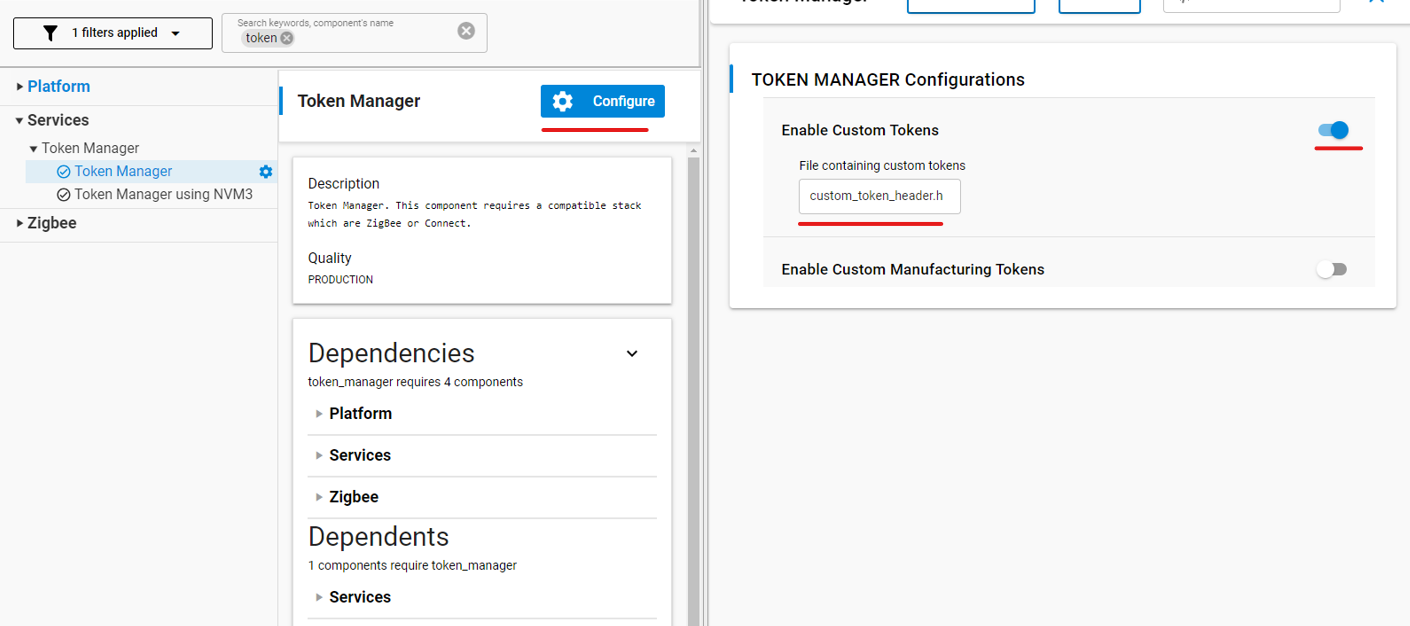 1 filters applied
Search keywords, component's name
token
Platform
Services
Token Manager
Token Manager
Token Manager using NVM3
Zigbee
Token Manager
Configure
Description
Token Manager. This component requires a compatible stack
which are ZigBee or Connect.
Quality
PRODUCTION
Dependencies
token_manager requires 4 components
Platform
Services
Zigbee
Dependents
1 components require token_manager
Services
TOKEN MANAGER Configurations
Enable Custom Tokens
File containing custom tokens
custom_token_header.h
Enable Custom Manufacturing Tokens